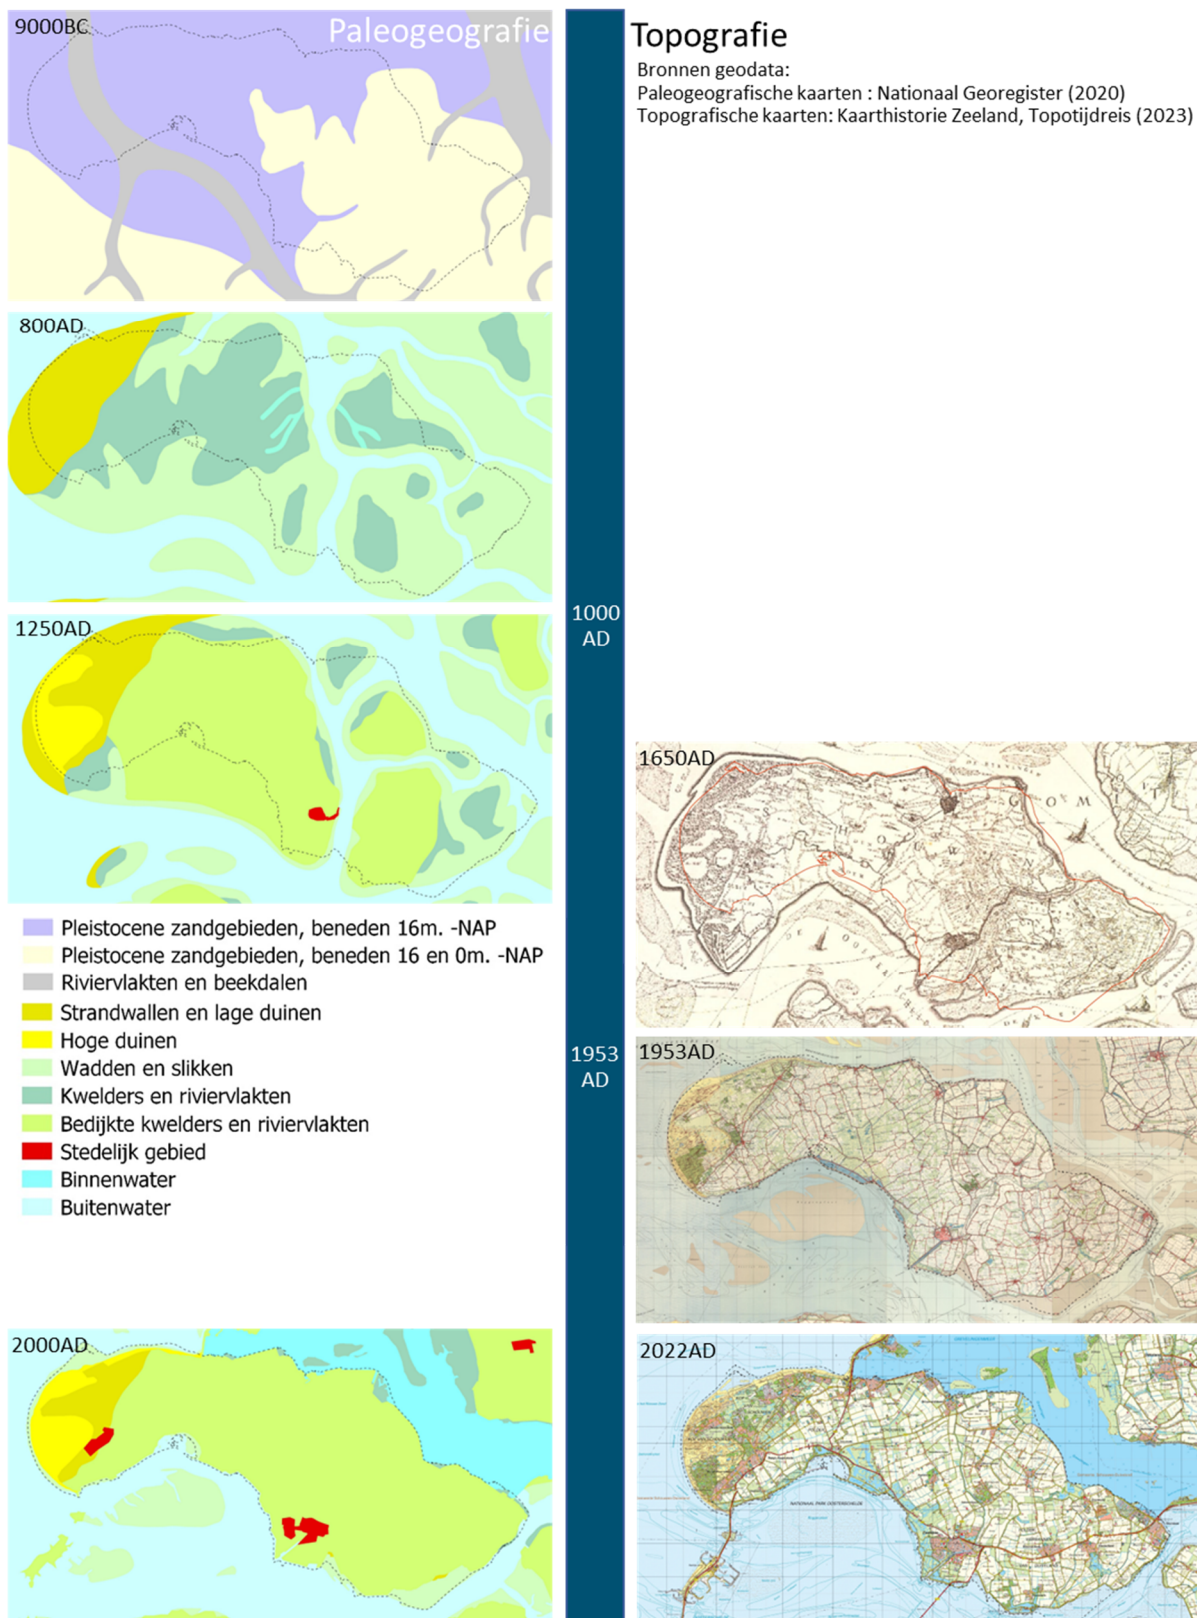 9000BC
Paleogeografie
Topografie
Bronnen geodata:
Paleogeografische kaarten : Nationaal Georegister (2020)
Topografische kaarten: Kaarthistorie Zeeland, Topotijdreis (2023)
800AD
1250AD
1000
AD
Pleistocene zandgebieden, beneden 16m. -NAP
Pleistocene zandgebieden, beneden 16 en 0m. -NAP
Riviervlakten en beekdalen
Strandwallen en lage duinen
Hoge duinen
Wadden en slikken
Kwelders en riviervlakten
Bedijkte kwelders en riviervlakten
Stedelijk gebied
Binnenwater
Buitenwater
1650AD
1953
AD
1953AD
2000AD
2022AD
NATIONAAL PARK OOSTERSCHELDE